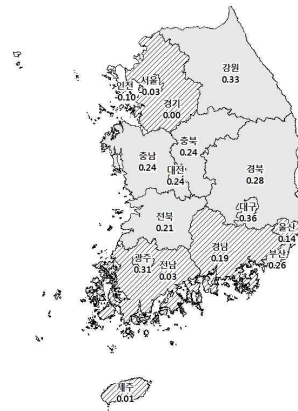 강원
0.33
서울
0.03
인천
0.10
경기
0.00
충북
0.24
충남
0.24
대전
0.24
경북
0.28
대구
0.36
전북
0.21
울산
0.14
경남
0.19
부산
0.26
광주
0.31
전남
0.03
제주
0.01